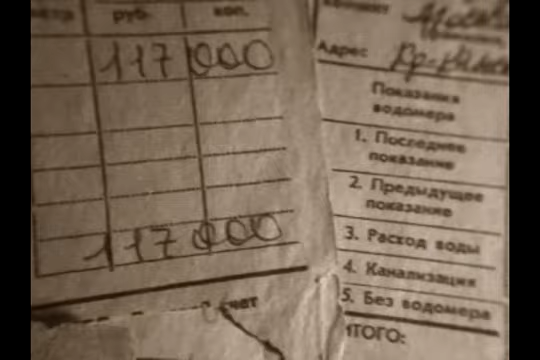 руб. коп.
117 000
117 000
Адрес
Показания
водомера
1. Последнее
показание
2. Предыдущее
показание
3. Расход воды
4. Канализация
5. Без водомера
ИТОГО: